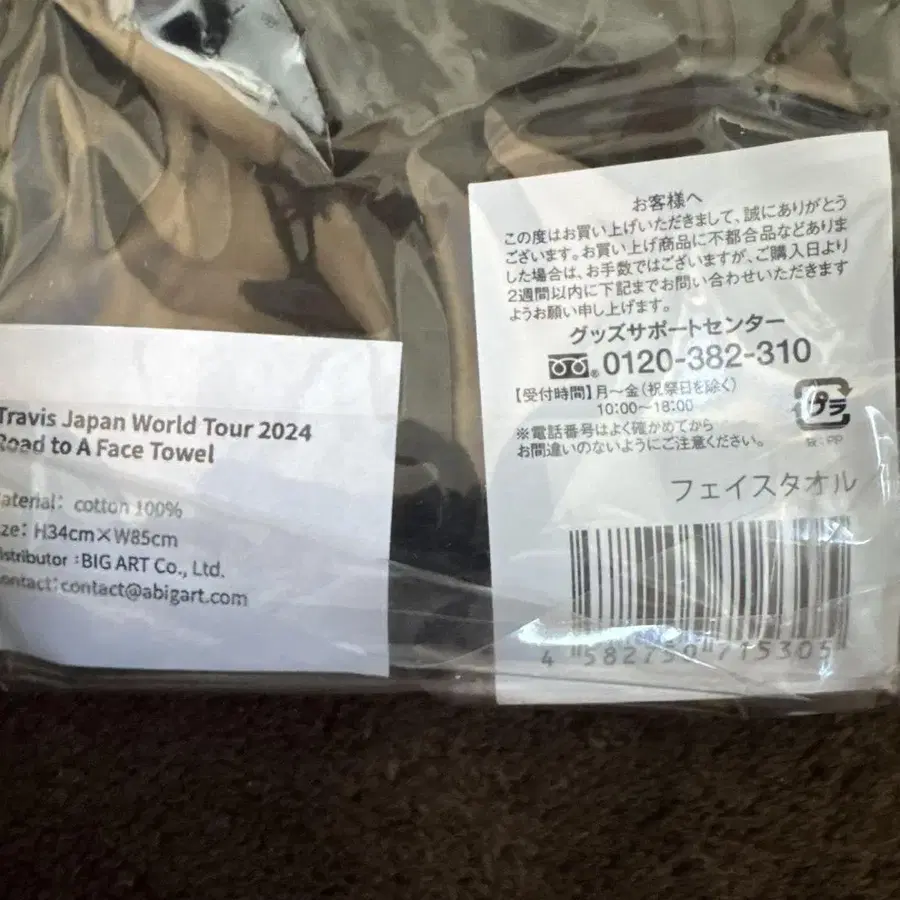 Travis Japan World Tour 2024
Road to A Face Towel
aterial: cotton 100%
ze: H34cm×W85cm
istributor :BIG ART Co., Ltd.
ontact:contact@abigart.com
お客様へ
この度はお買い上げいただきまして、誠にありがとう
ございます。お買い上げ商品に不都合品などありま
した場合は、お手数ではございますが、ご購入日より
2週間以内に下記までお問い合わせいただきます
ようお願い申し上げます。
グッズサポートセンター
®0120-382-310
【受付時間】月～金(祝祭日を除く)
10:00～18:00
※電話番号はよく確かめてから
お間違いのないようにご注意ください。
プラ
袋:PP
フェイスタオル
4 582750 715305